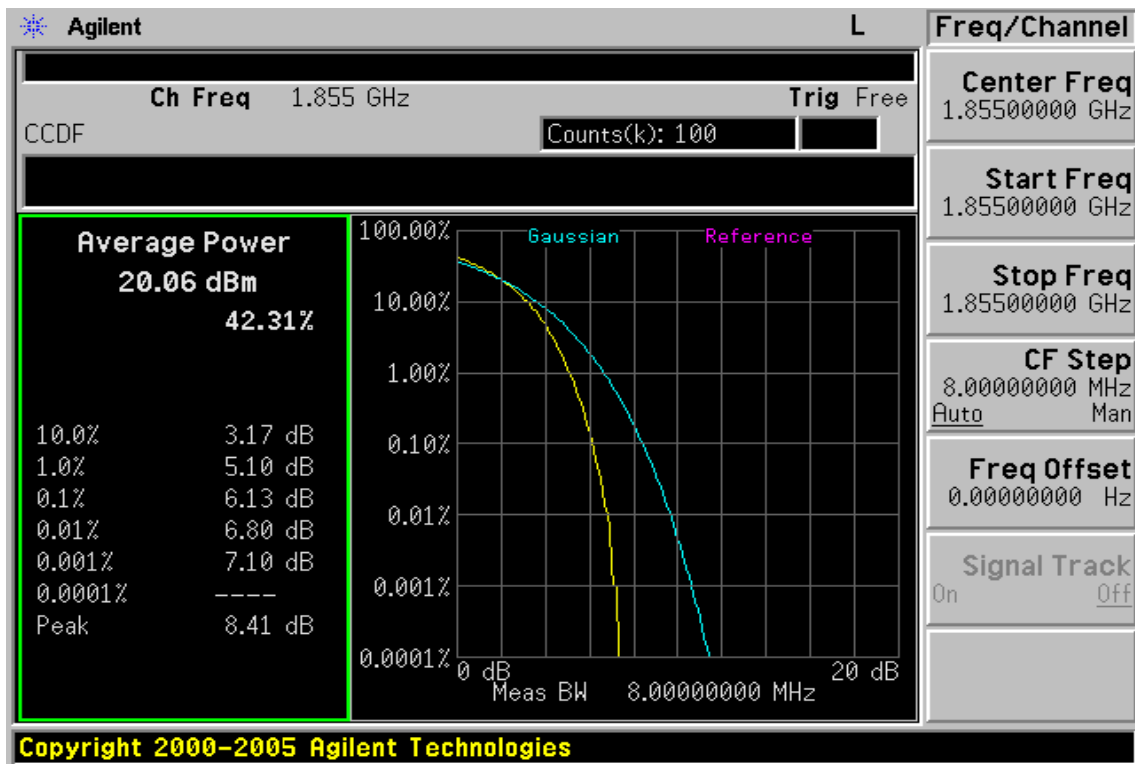 Agilent L Freq/Channel
Ch Freq 1.855 GHz Trig Free
CCDF Counts(k): 100
Average Power
20.06 dBm
42.31%
10.0% 3.17 dB
1.0% 5.10 dB
0.1% 6.13 dB
0.01% 6.80 dB
0.001% 7.10 dB
0.0001% ----
Peak 8.41 dB
100.00%
Gaussian Reference
10.00%
1.00%
0.10%
0.01%
0.001%
0.0001%
0 dB 20 dB
Meas BW 8.00000000 MHz
Center Freq
1.85500000 GHz
Start Freq
1.85500000 GHz
Stop Freq
1.85500000 GHz
CF Step
8.00000000 MHz
Auto Man
Freq Offset
0.00000000 Hz
Signal Track
On Off
Copyright 2000-2005 Agilent Technologies